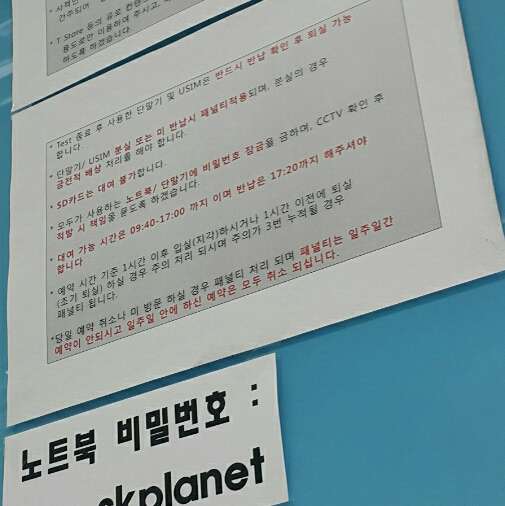 간주되어
* T Store 등의 유료 컨텐츠
용도로만 이용하여 주시고,
하도록 하겠습니다.
* Test 종료 후 사용한 단말기 및 USIM은 반드시 반납 확인 후 퇴실 가능
합니다.
* 단말기/ USIM 분실 또는 미 반납시 패널티적용되며, 분실의 경우
금전적 배상 처리를 해야 합니다.
* SD카드는 대여 불가합니다.
* 모두가 사용하는 노트북/ 단말기에 비밀번호 잠금을 금하며, CCTV 확인 후
적발 시 책임을 묻도록 하겠습니다.
* 대여 가능 시간은 09:40-17:00 까지 이며 반납은 17:20까지 해주셔야
합니다.
* 예약 시간 기준 1시간 이후 입실(지각)하시거나 1시간 이전에 퇴실
(조기 퇴실) 하실 경우 주의 처리 되시며 주의가 3번 누적될 경우
패널티 됩니다.
*당일 예약 취소나 미 방문 하실 경우 패널티 처리 되며 패널티는 일주일간
예약이 안되시고 일주일 안에 하신 예약은 모두 취소 되십니다.
노트북 비밀번호 :
skplanet